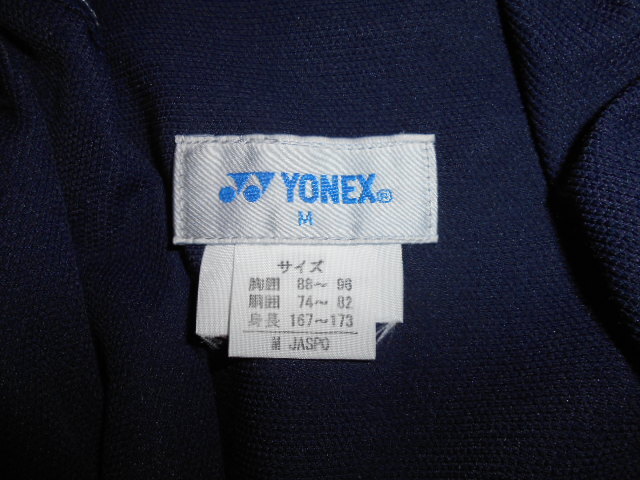 YONEX®
M
サイズ
胸囲 88～ 96
胴囲 74～ 82
身長 167～173
M JASPO